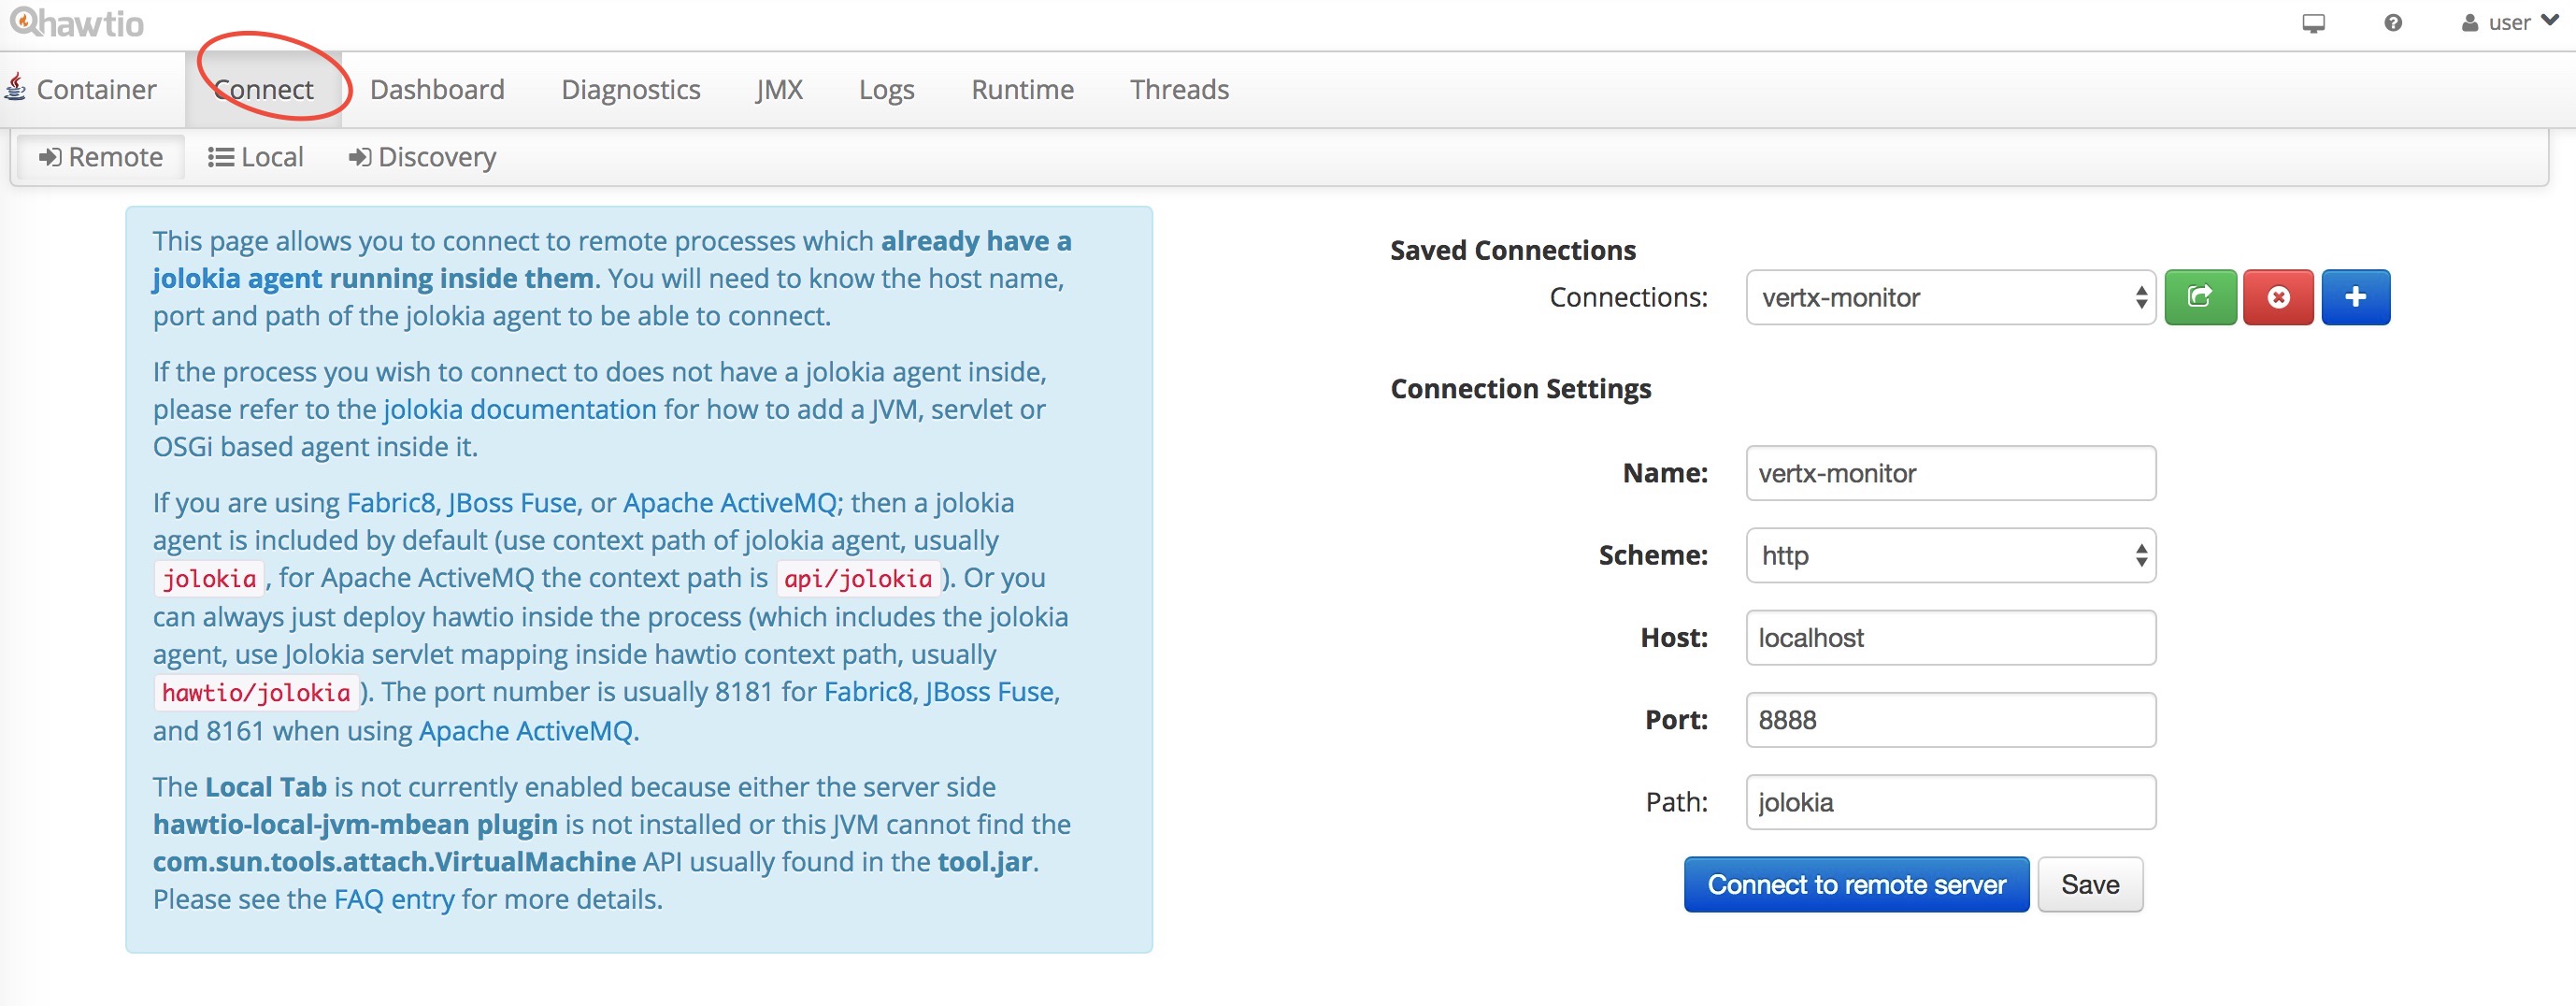 hawtio
user
Container
Connect
Dashboard
Diagnostics
JMX
Logs
Runtime
Threads
Remote
Local
Discovery
This page allows you to connect to remote processes which already have a
jolokia agent running inside them. You will need to know the host name,
port and path of the jolokia agent to be able to connect.
If the process you wish to connect to does not have a jolokia agent inside,
please refer to the jolokia documentation for how to add a JVM, servlet or
OSGi based agent inside it.
If you are using Fabric8, JBoss Fuse, or Apache ActiveMQ; then a jolokia
agent is included by default (use context path of jolokia agent, usually
jolokia, for Apache ActiveMQ the context path is api/jolokia). Or you
can always just deploy hawtio inside the process (which includes the jolokia
agent, use Jolokia servlet mapping inside hawtio context path, usually
hawtio/jolokia). The port number is usually 8181 for Fabric8, JBoss Fuse,
and 8161 when using Apache ActiveMQ.
The Local Tab is not currently enabled because either the server side
hawtio-local-jvm-mbean plugin is not installed or this JVM cannot find the
com.sun.tools.attach.VirtualMachine API usually found in the tool.jar.
Please see the FAQ entry for more details.
Saved Connections
Connections: vertx-monitor
Connection Settings
Name: vertx-monitor
Scheme: http
Host: localhost
Port: 8888
Path: jolokia
Connect to remote server
Save